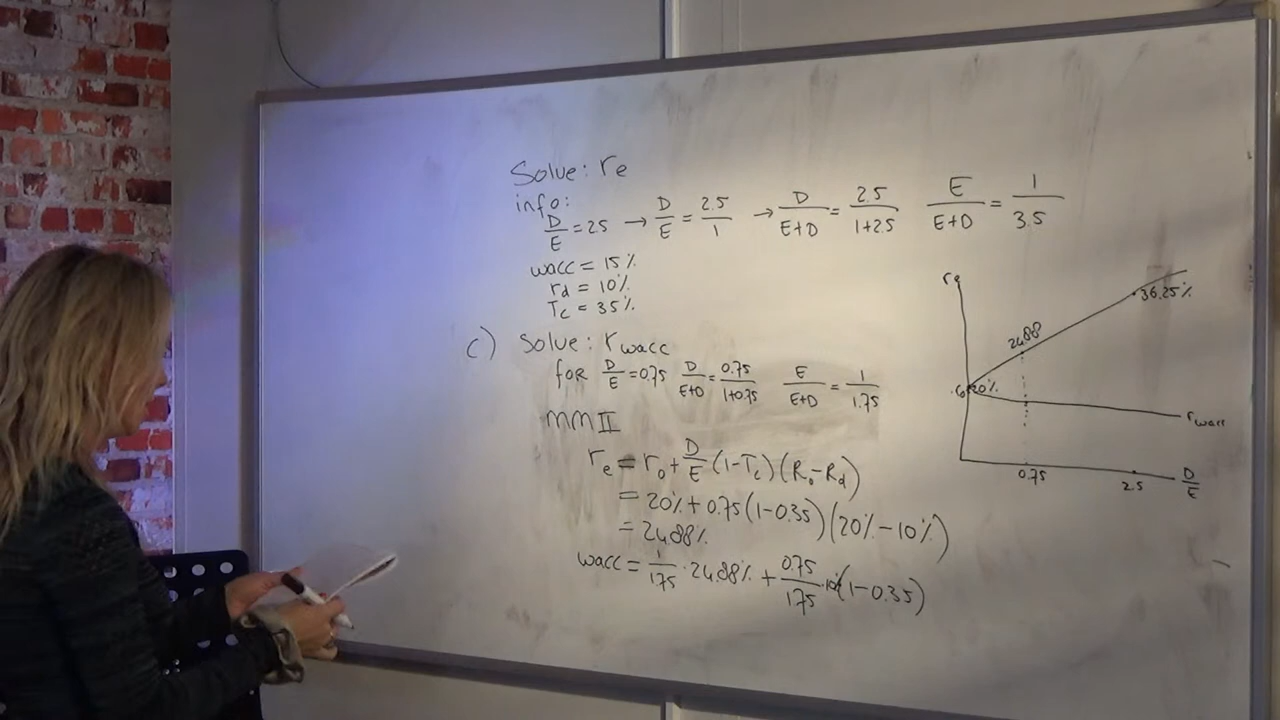 Solve: re
info:
D/E = 2.5 → D/E = 2.5/1 → D/E+D = 2.5/1+2.5 E/E+D = 1/3.5
wacc = 15%
rd = 10%
Tc = 35%
c) Solve: rwacc
for D/E = 0.75 D/E+D = 0.75/1+0.75 E/E+D = 1/1.75
MM II
re = r0 + D/E (1-Tc)(R0-Rd)
= 20% + 0.75(1-0.35)(20%-10%)
= 24.88%
wacc = 1/1.75 · 24.88% + 0.75/1.75 · 10%(1-0.35)
re
36.25%
24.88
20%
rwacc
0.75
2.5
D/E